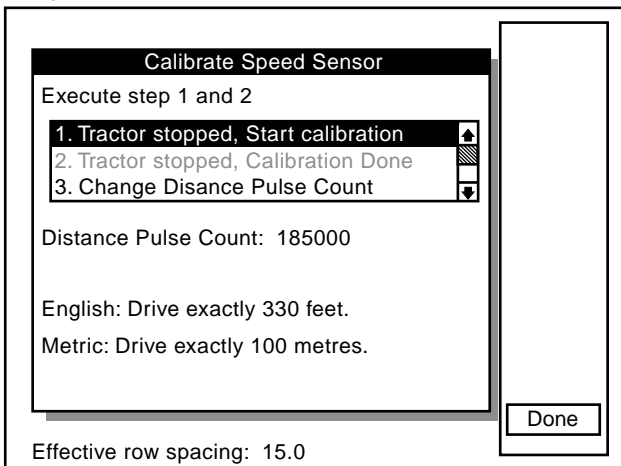 Calibrate Speed Sensor
Execute step 1 and 2
1. Tractor stopped, Start calibration
2. Tractor stopped, Calibration Done
3. Change Disance Pulse Count
Distance Pulse Count: 185000
English: Drive exactly 330 feet.
Metric: Drive exactly 100 metres.
Done
Effective row spacing: 15.0